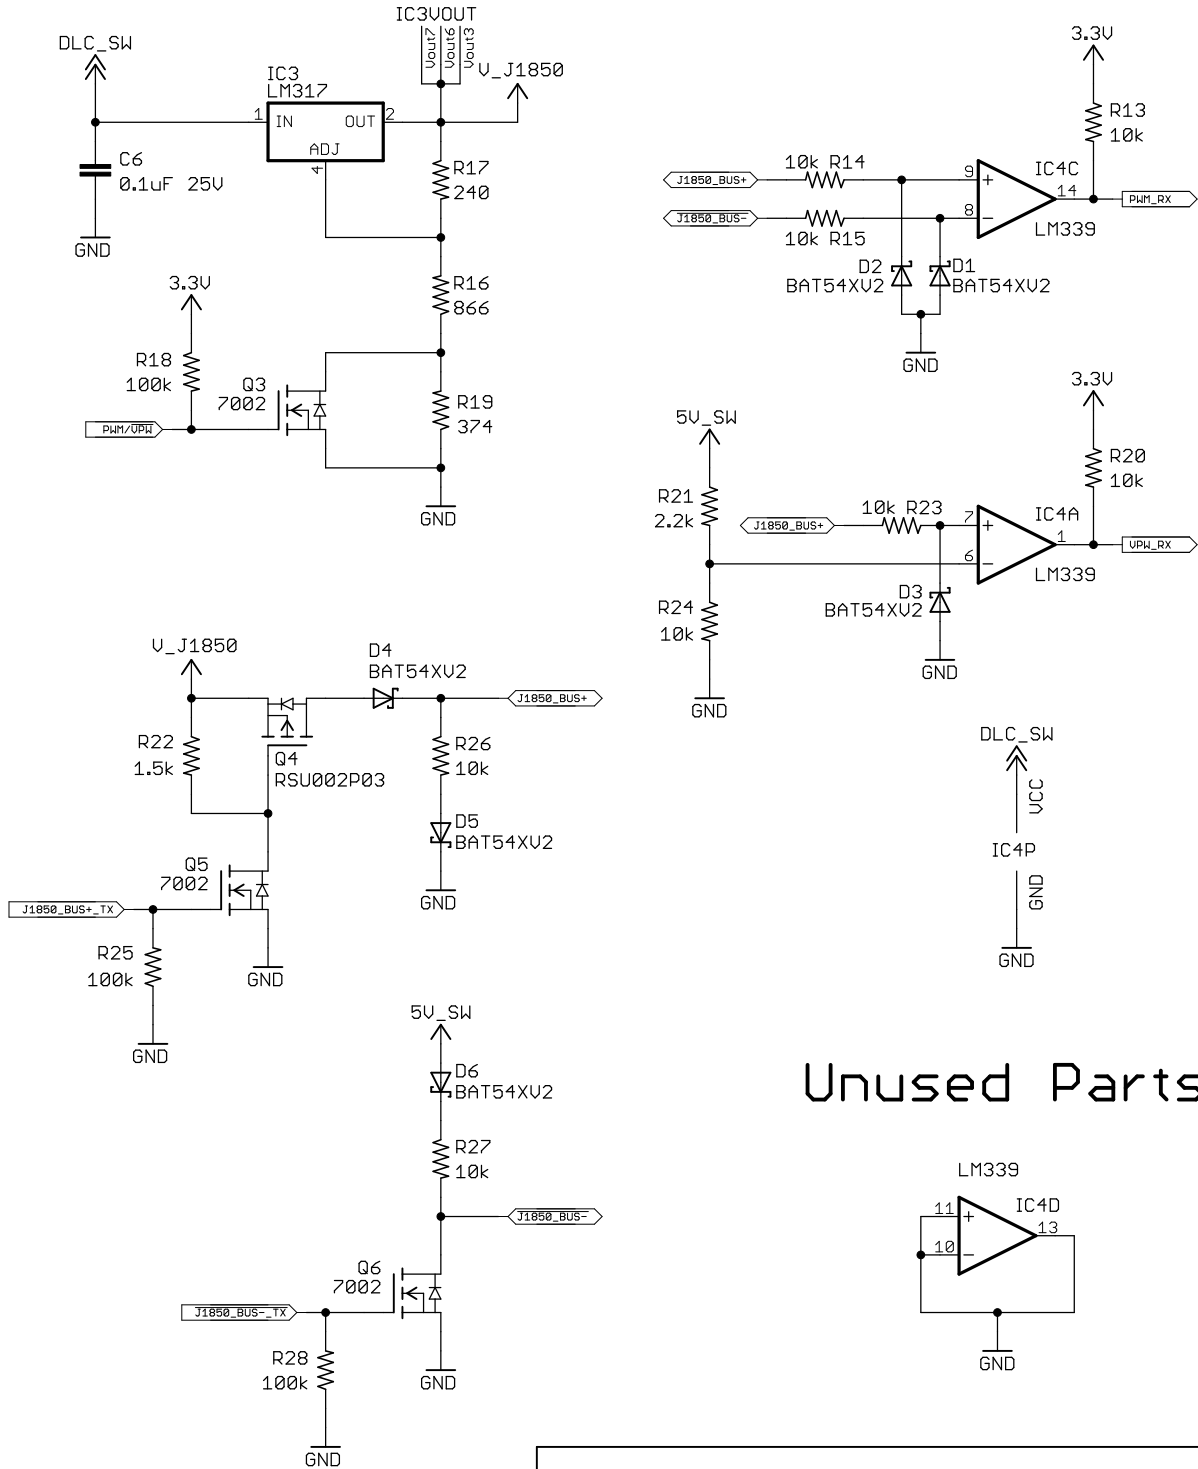 IC3VOUT
Vout7
Vout6
Vout3
DLC_SW
V_J1850
IC3
LM317
1
IN
OUT
2
ADJ
4
C6
0.1uF 25V
GND
R17
240
R16
866
3.3V
R18
100k
Q3
7002
PWM/VPW
R19
374
GND
3.3V
R13
10k
J1850_BUS+
10k R14
9
+
IC4C
14
PWM_RX
J1850_BUS-
8
-
10k R15
LM339
D2
BAT54XV2
D1
BAT54XV2
GND
3.3V
5V_SW
R20
10k
R21
2.2k
J1850_BUS+
10k R23
7
+
IC4A
1
VPW_RX
6
-
LM339
R24
10k
D3
BAT54XV2
GND
GND
V_J1850
D4
BAT54XV2
J1850_BUS+
R22
1.5k
Q4
RSU002P03
R26
10k
D5
BAT54XV2
GND
Q5
7002
J1850_BUS+_TX
R25
100k
GND
GND
DLC_SW
VCC
IC4P
GND
GND
5V_SW
D6
BAT54XV2
R27
10k
J1850_BUS-
Q6
7002
J1850_BUS-_TX
R28
100k
GND
GND
Unused Parts
LM339
11
+
IC4D
13
10
-
GND